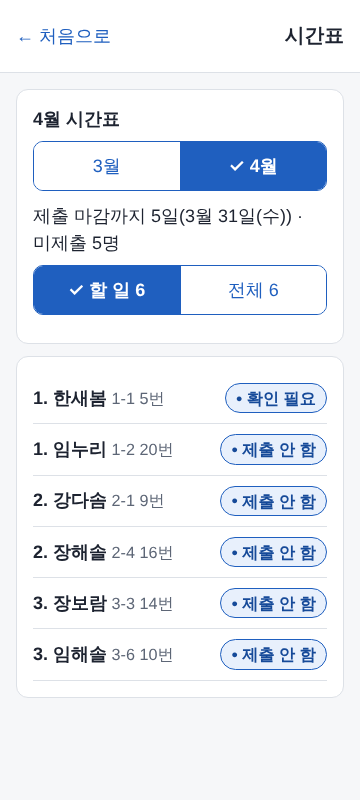 ← 처음으로
시간표
4월 시간표
3월
✓ 4월
제출 마감까지 5일(3월 31일(수)) ·
미제출 5명
✓ 할 일 6
전체 6
1. 한새봄 1-1 5번 • 확인 필요
1. 임누리 1-2 20번 • 제출 안 함
2. 강다솜 2-1 9번 • 제출 안 함
2. 장해솔 2-4 16번 • 제출 안 함
3. 장보람 3-3 14번 • 제출 안 함
3. 임해솔 3-6 10번 • 제출 안 함